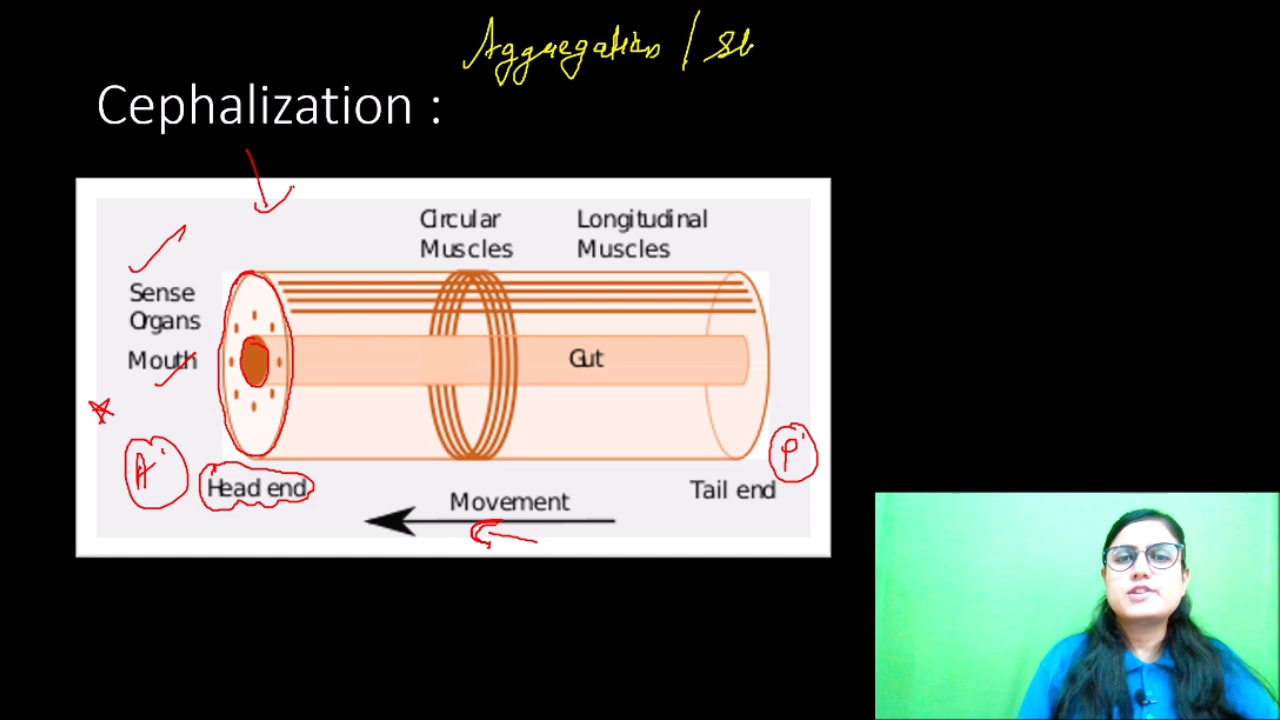 Aggregation / St
Cephalization :
Circular Muscles
Longitudinal Muscles
Sense Organs
Mouth
Gut
A
P
Head end
Movement
Tail end